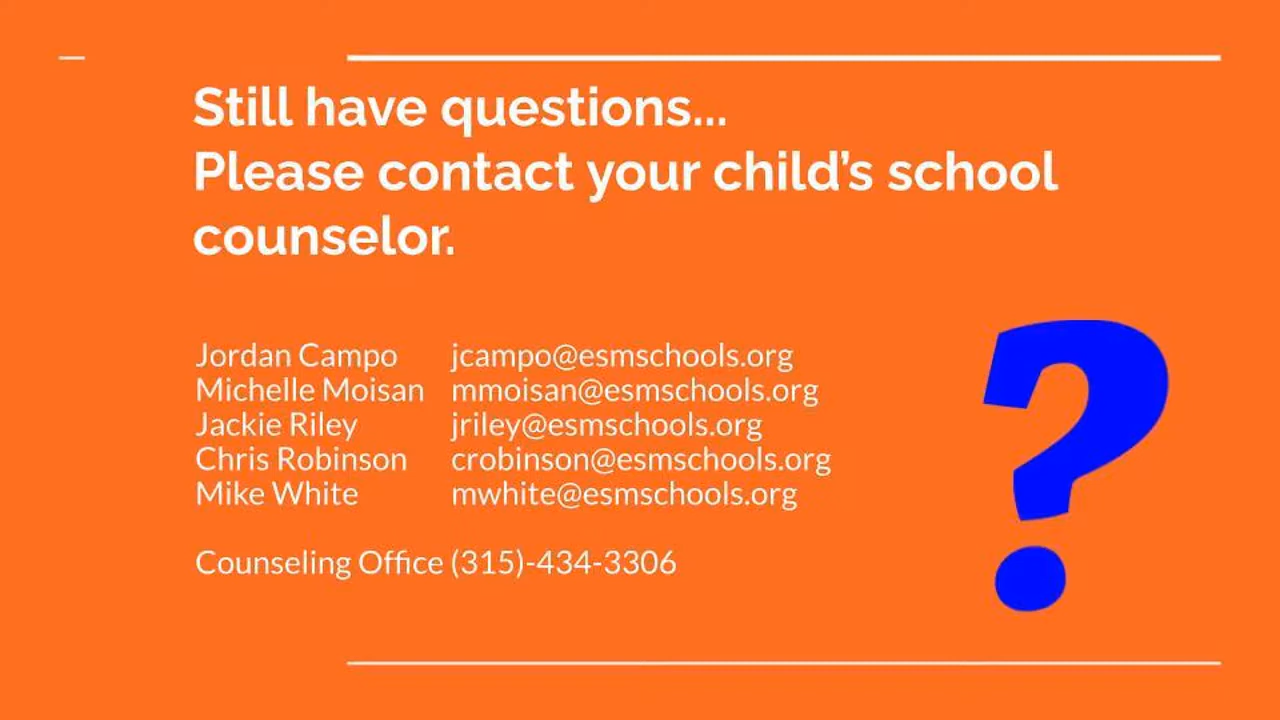 Still have questions...
Please contact your child's school
counselor.
Jordan Campo jcampo@esmschools.org
Michelle Moisan mmoisan@esmschools.org
Jackie Riley jriley@esmschools.org
Chris Robinson crobinson@esmschools.org
Mike White mwhite@esmschools.org
Counseling Office (315)-434-3306
?